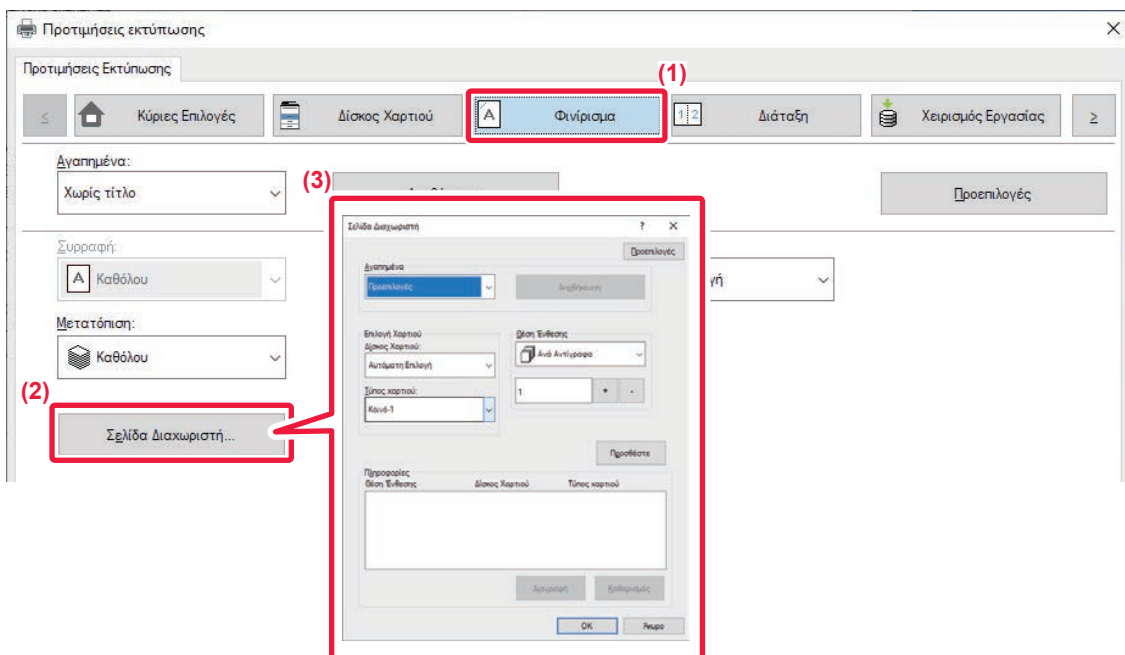 Προτιμήσεις εκτύπωσης
Προτιμήσεις Εκτύπωσης
(1)
<
Κύριες Επιλογές
Δίσκος Χαρτιού
Φινίρισμα
Διάταξη
Χειρισμός Εργασίας
>
Αγαπημένα:
Χωρίς τίτλο
Προεπιλογές
(3)
Συρραφή:
Καθόλου
Μετατόπιση:
Καθόλου
(2)
Σελίδα Διαχωριστή...
Σελίδα Διαχωριστή
?
Προεπιλογές
Αγαπημένα
Προεπιλογές
Αποθήκευση
Επιλογή Χαρτιού
Δίσκος Χαρτιού:
Αυτόματη Επιλογή
Τύπος χαρτιού:
Κοινό-1
Θέση Ένθεσης
Ανά Αντίγραφα
1
+
-
Προσθέστε
Πληροφορίες
Θέση Ένθεσης Δίσκος Χαρτιού Τύπος χαρτιού
Διαγραφή
Καθαρισμός
OK
Άκυρο